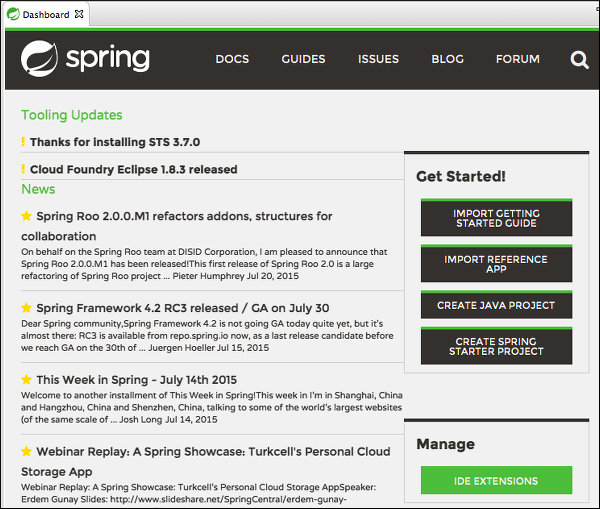 Dashboard
spring
DOCS GUIDES ISSUES BLOG FORUM
Tooling Updates
! Thanks for installing STS 3.7.0
! Cloud Foundry Eclipse 1.8.3 released
News
Spring Roo 2.0.0.M1 refactors addons, structures for
collaboration
On behalf on the Spring Roo team at DISID Corporation, I am pleased to announce that
Spring Roo 2.0.0.M1 has been released!This first release of Spring Roo 2.0 is a large
refactoring of Spring Roo project ... Pieter Humphrey Jul 20, 2015
Spring Framework 4.2 RC3 released / GA on July 30
Dear Spring community,Spring Framework 4.2 is not going GA today quite yet, but it's
almost there: RC3 is available from repo.spring.io now, as a last release candidate before
we reach GA on the 30th of ... Juergen Hoeller Jul 15, 2015
This Week in Spring - July 14th 2015
Welcome to another installment of This Week in Spring!This week in I'm in Shanghai, China
and Hangzhou, China and Shenzhen, China, talking to some of the world's largest websites
(of the same scale of ... Josh Long Jul 14, 2015
Webinar Replay: A Spring Showcase: Turkcell's Personal Cloud
Storage App
Webinar Replay: A Spring Showcase: Turkcell's Personal Cloud Storage AppSpeaker:
Erdem Gunay Slides: http://www.slideshare.net/SpringCentral/erdem-gunay-
Get Started!
IMPORT GETTING
STARTED GUIDE
IMPORT REFERENCE
APP
CREATE JAVA PROJECT
CREATE SPRING
STARTER PROJECT
Manage
IDE EXTENSIONS